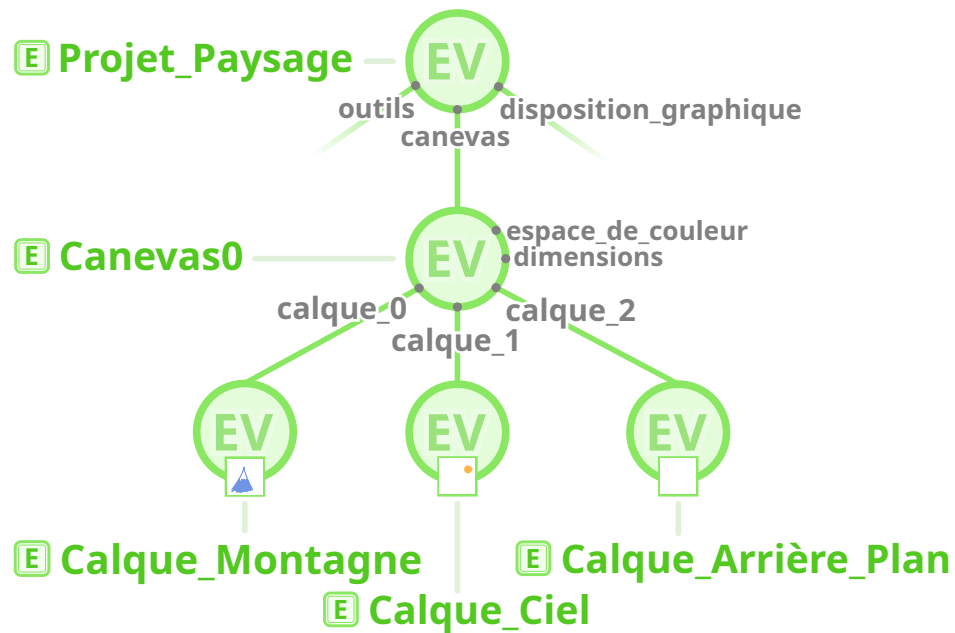 E Projet_Paysage
EV
outils
disposition_graphique
canevas
E Canevas0
EV
espace_de_couleur
dimensions
calque_0
calque_2
calque_1
EV
EV
EV
E Calque_Montagne
E Calque_Arrière_Plan
E Calque_Ciel